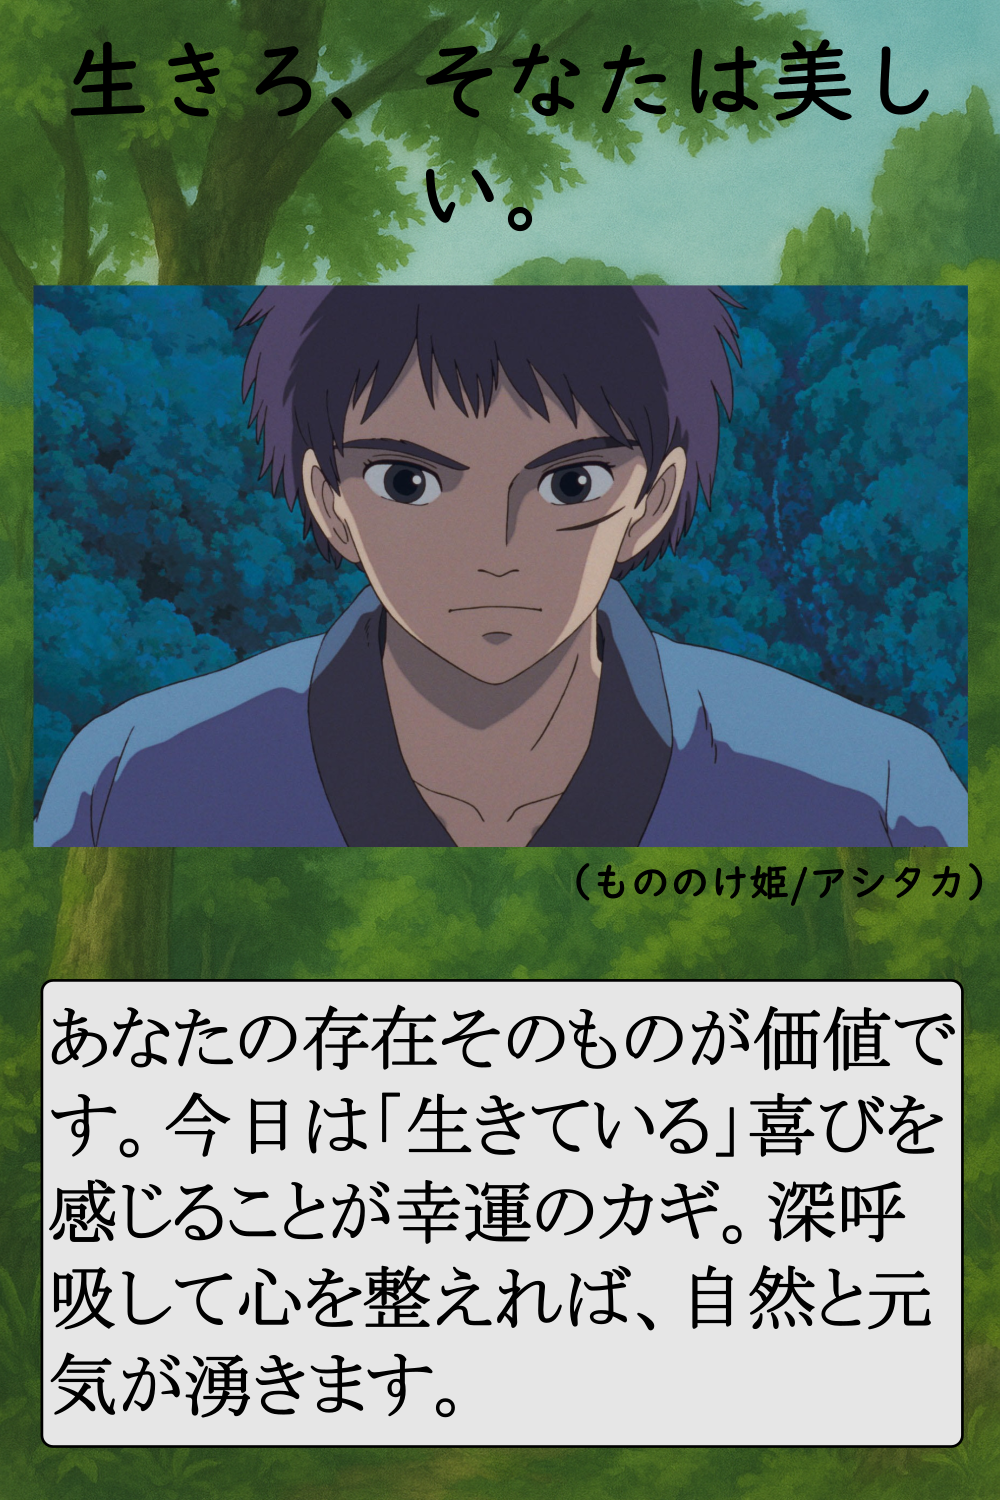 生きろ、そなたは美し
い。
（もののけ姫/アシタカ）
あなたの存在そのものが価値で
す。今日は「生きている」喜びを
感じることが幸運のカギ。深呼
吸して心を整えれば、自然と元
気が湧きます。